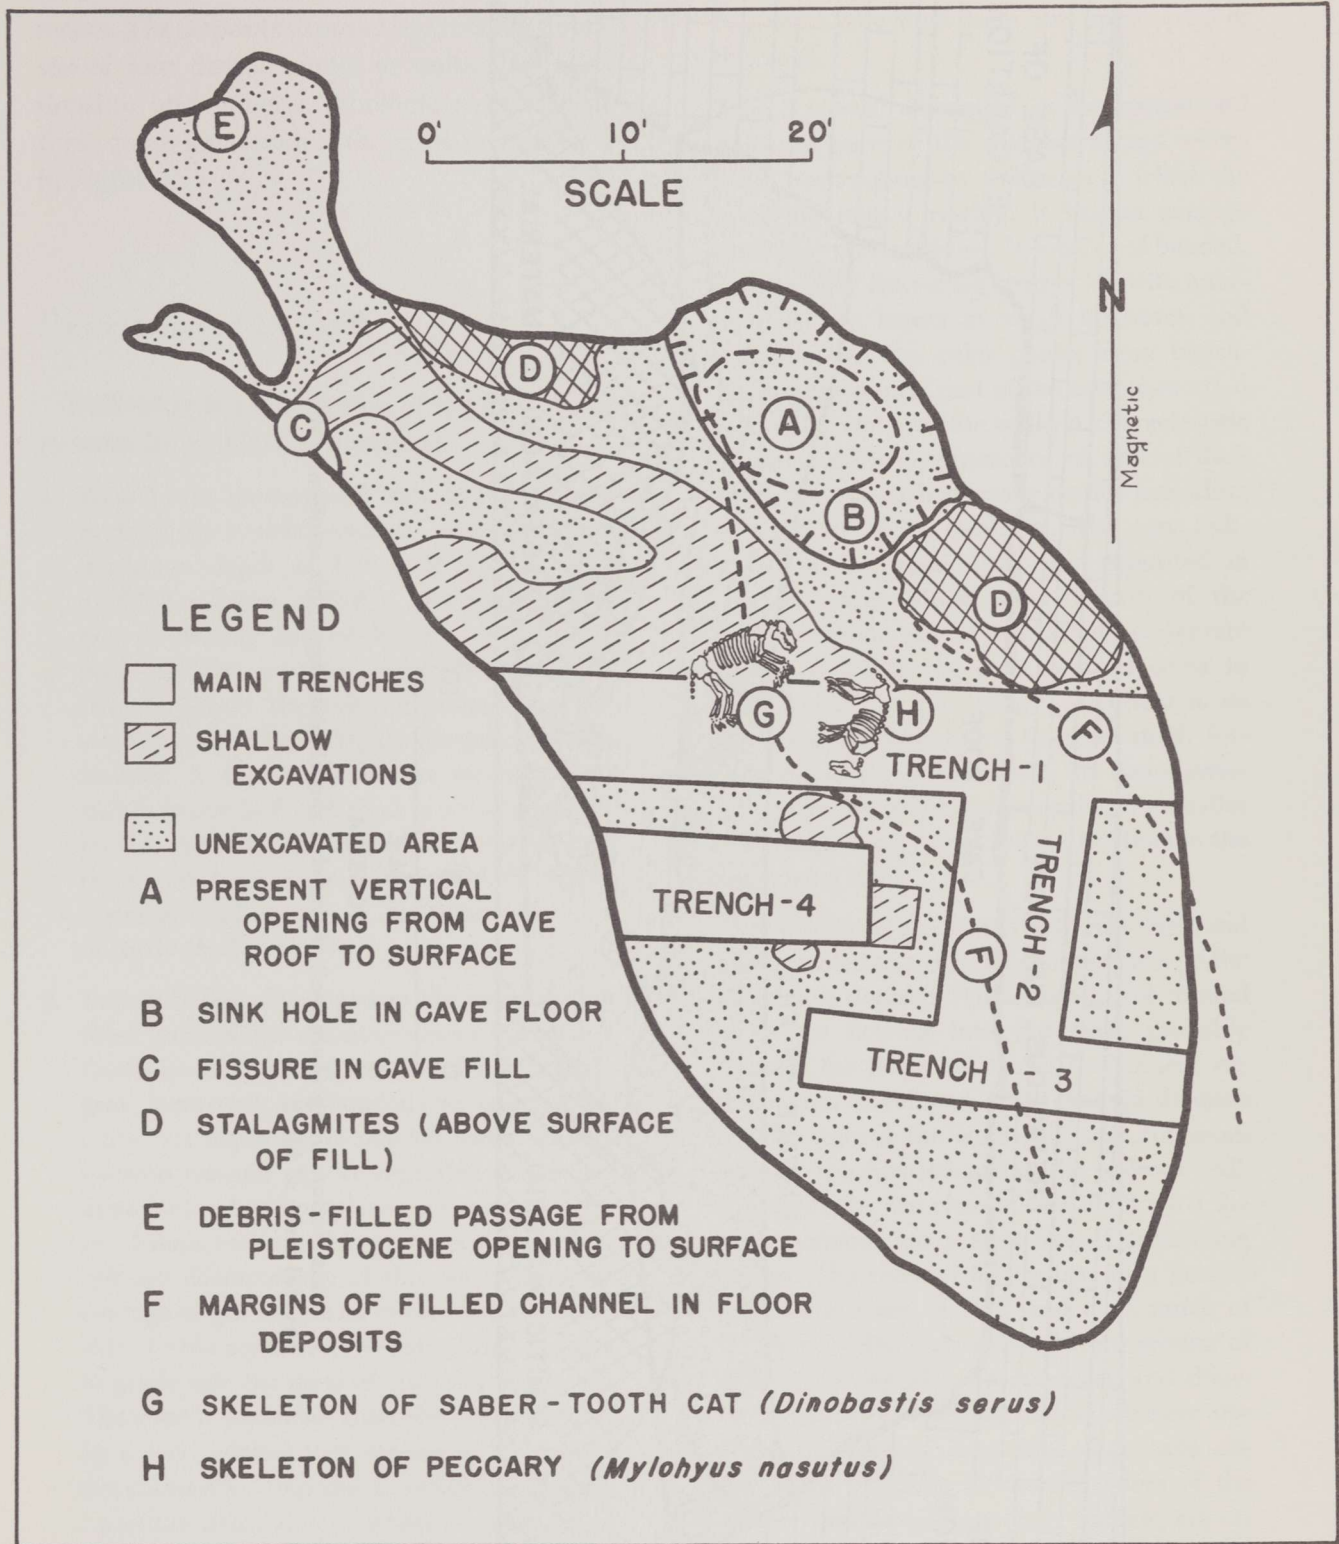 E
0' 10' 20'
SCALE
N
Magnetic
D
A
C
B
D
G
H
F
TRENCH-1
TRENCH-2
TRENCH-4
F
TRENCH - 3
LEGEND
MAIN TRENCHES
SHALLOW
EXCAVATIONS
UNEXCAVATED AREA
A PRESENT VERTICAL
OPENING FROM CAVE
ROOF TO SURFACE
B SINK HOLE IN CAVE FLOOR
C FISSURE IN CAVE FILL
D STALAGMITES (ABOVE SURFACE
OF FILL)
E DEBRIS-FILLED PASSAGE FROM
PLEISTOCENE OPENING TO SURFACE
F MARGINS OF FILLED CHANNEL IN FLOOR
DEPOSITS
G SKELETON OF SABER-TOOTH CAT (Dinobastis serus)
H SKELETON OF PECCARY (Mylohyus nasutus)